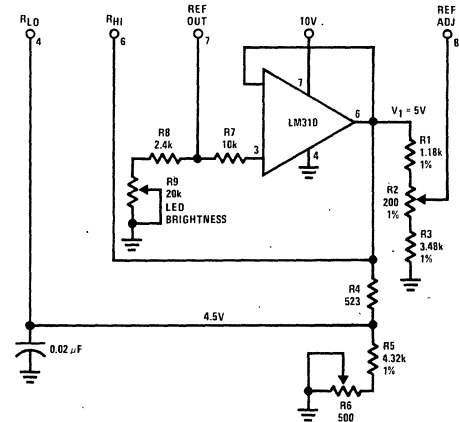 RLO
4
RHI
6
REF
OUT
7
10V
REF
ADJ
8
7
LM310
6
V1 = 5V
3
4
R8
2.4k
R7
10k
R9
20k
LED
BRIGHTNESS
R1
1.18k
1%
R2
200
1%
R3
3.48k
1%
R4
523
4.5V
0.02 µF
R5
4.32k
1%
R6
500